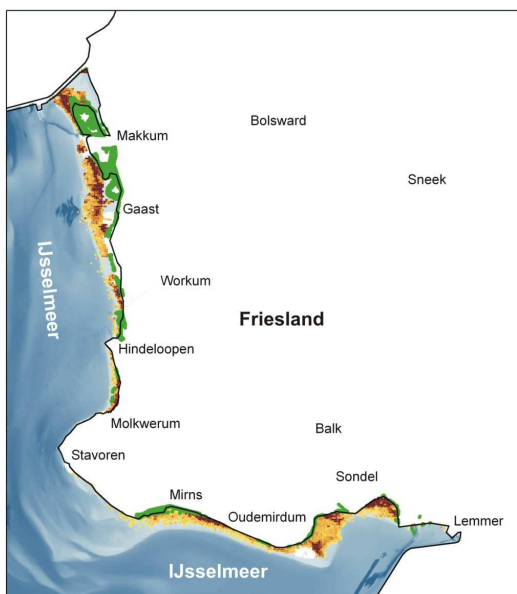 Bolsward
Makkum
Sneek
Gaast
IJsselmeer
Workum
Friesland
Hindeloopen
Molkwerum
Balk
Stavoren
Sondel
Mirns
Oudemirdum
Lemmer
IJsselmeer